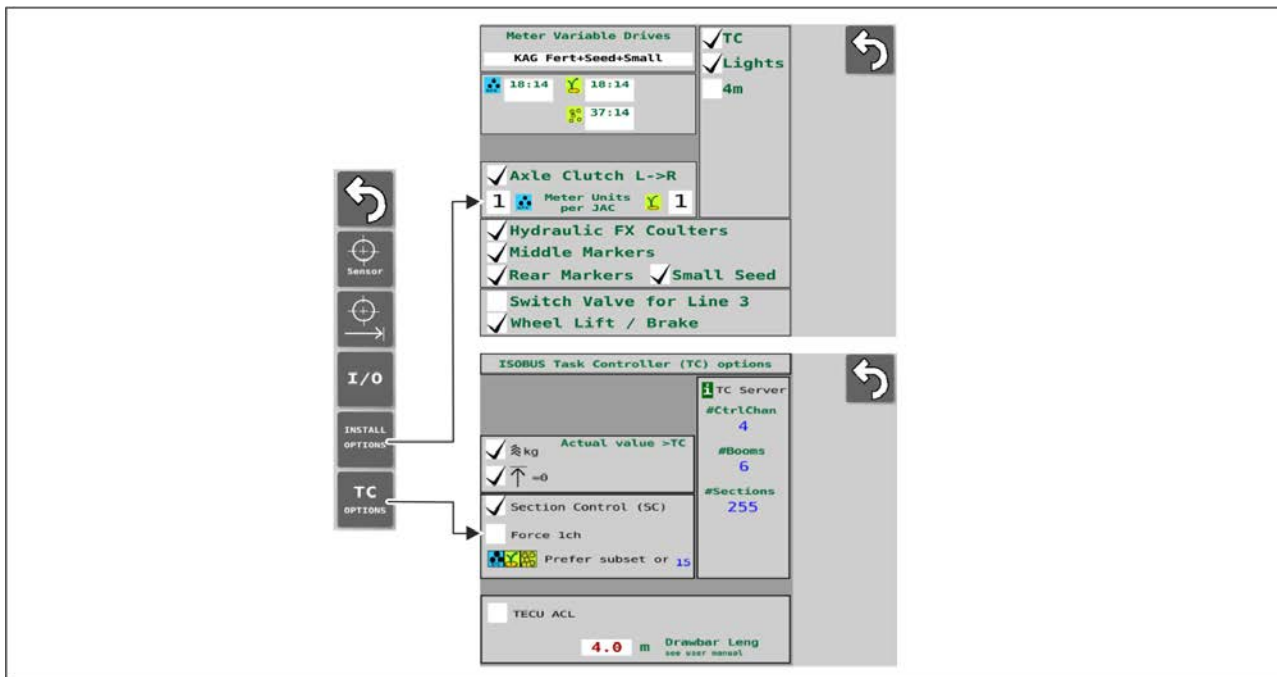 Sensor
I/O
INSTALL
OPTIONS
TC
OPTIONS
Meter Variable Drives
KAG Fert+Seed+Small
18:14 18:14
37:14
TC
Lights
4m
Axle Clutch L->R
1 Meter Units
per JAC 1
Hydraulic FX Coulters
Middle Markers
Rear Markers Small Seed
Switch Valve for Line 3
Wheel Lift / Brake
ISOBUS Task Controller (TC) options
Actual value >TC
kg
=0
Section Control (SC)
Force 1ch
Prefer subset or 15
i TC Server
#CtrlChan
4
#Booms
6
#Sections
255
TECU ACL
4.0 m Drawbar Leng
see user manual